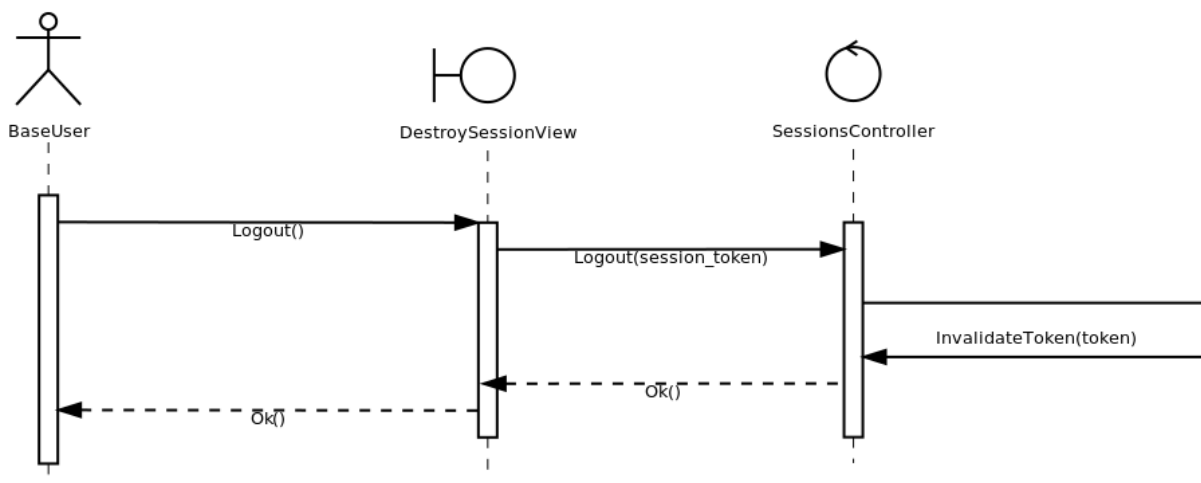 BaseUser
DestroySessionView
SessionsController
Logout()
Logout(session_token)
InvalidateToken(token)
Ok()
Ok()